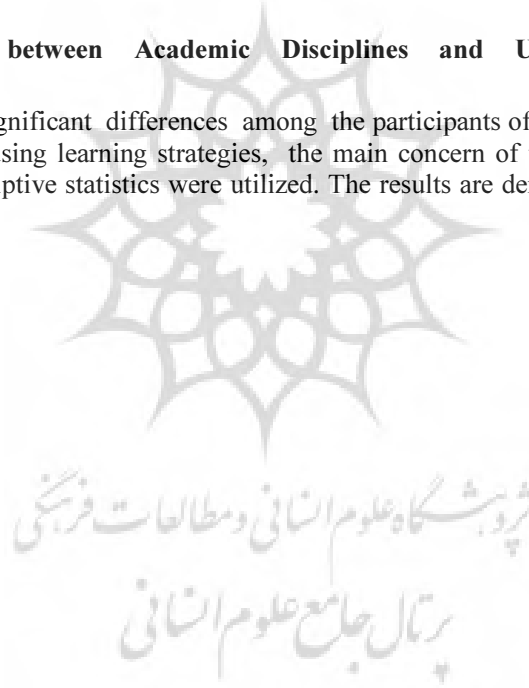 between Academic Disciplines and U
gnificant differences among the participants of
using learning strategies, the main concern of
ptive statistics were utilized. The results are de
پژوهشگاه علوم انسانی و مطالعات فرهنگی
پرتال جامع علوم انسانی